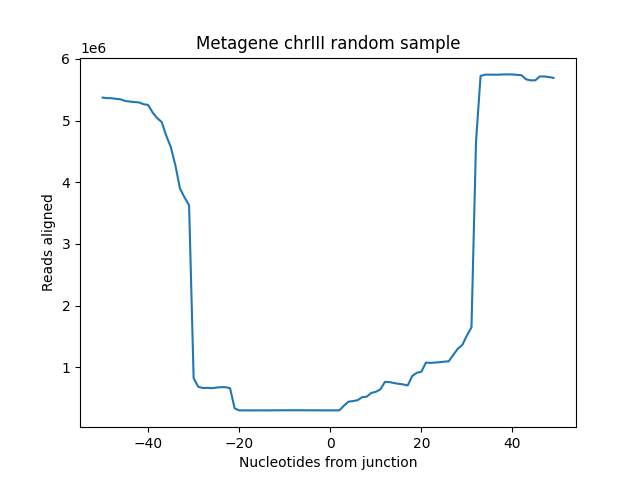 Metagene chrIII random sample
1e6
6
5
4
3
2
1
Reads aligned
−40 −20 0 20 40
Nucleotides from junction